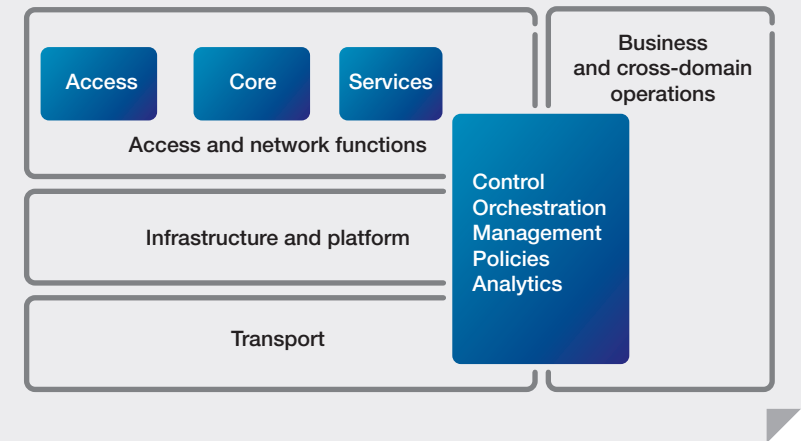 Access
Core
Services
Access and network functions
Infrastructure and platform
Transport
Business
and cross-domain
operations
Control
Orchestration
Management
Policies
Analytics